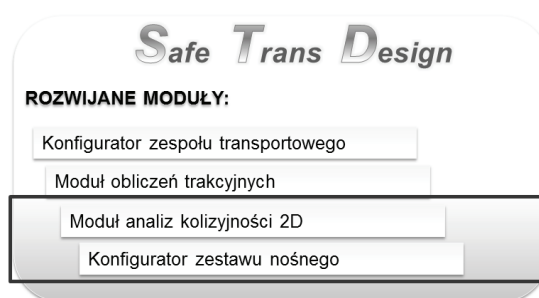 Safe Trans Design
ROZWIJANE MODUŁY:
Konfigurator zespołu transportowego
Moduł obliczeń trakcyjnych
Moduł analiz kolizyjności 2D
Konfigurator zestawu nośnego